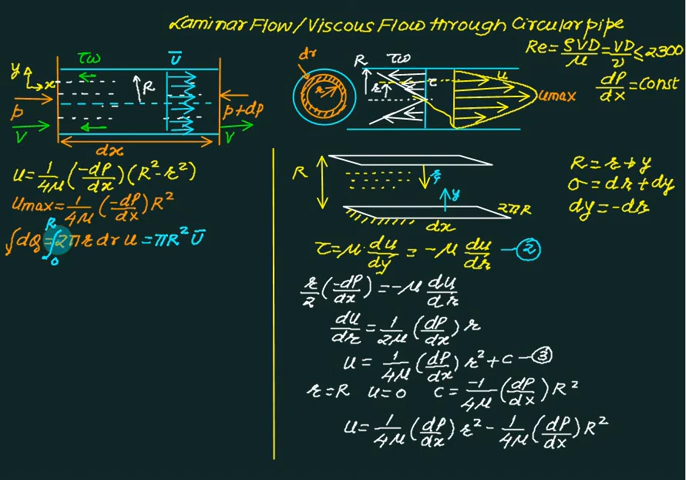 Laminar Flow/Viscous Flow through Circular pipe
Re = ρVD/μ = VD/ν ≤ 2300
dP/dx = Const
y
x
τω
ū
R
p
p+dp
V
V
dx
dr
r
R
r
τω
τ
u
umax
u = 1/4μ (-dP/dx)(R²-r²)
umax = 1/4μ (-dP/dx) R²
∫dQ = ∫₀ᴿ 2πr dr u = πR² Ū
R
r
y
dx
2πR
R = r+y
0 = dr+dy
dy = -dr
τ = μ.du/dy = -μ du/dr —②
r/2 (-dP/dx) = -μ du/dr
du/dr = 1/2μ (dP/dx) r
u = 1/4μ (dP/dx) r² + c —③
r=R u=0 c = -1/4μ (dP/dx) R²
u = 1/4μ (dP/dx) r² - 1/4μ (dP/dx) R²